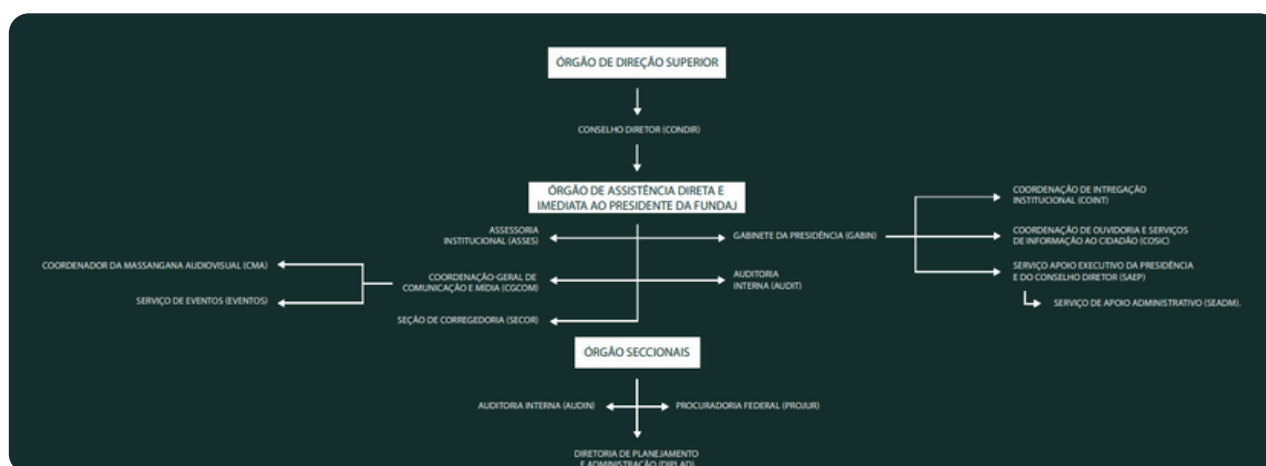 ÓRGÃO DE DIREÇÃO SUPERIOR
CONSELHO DIRETOR (CONDIR)
ÓRGÃO DE ASSISTÊNCIA DIRETA E
IMEDIATA AO PRESIDENTE DA FUNDAJ
ASSESSORIA
INSTITUCIONAL (ASSES)
GABINETE DA PRESIDÊNCIA (GABIN)
COORDENAÇÃO DE INTREGAÇÃO
INSTITUCIONAL (COINT)
COORDENAÇÃO DE OUVIDORIA E SERVIÇOS
DE INFORMAÇÃO AO CIDADÃO (COSIC)
SERVIÇO APOIO EXECUTIVO DA PRESIDÊNCIA
E DO CONSELHO DIRETOR (SAEP)
SERVIÇO DE APOIO ADMINISTRATIVO (SEADM).
COORDENADOR DA MASSANGANA AUDIOVISUAL (CMA)
SERVIÇO DE EVENTOS (EVENTOS)
COORDENAÇÃO-GERAL DE
COMUNICAÇÃO E MÍDIA (CGCOM)
AUDITORIA
INTERNA (AUDIT)
SEÇÃO DE CORREGEDORIA (SECOR)
ÓRGÃO SECCIONAIS
AUDITORIA INTERNA (AUDIN)
PROCURADORIA FEDERAL (PROJUR)
DIRETORIA DE PLANEJAMENTO
E ADMINISTRAÇÃO (DIPLAD)